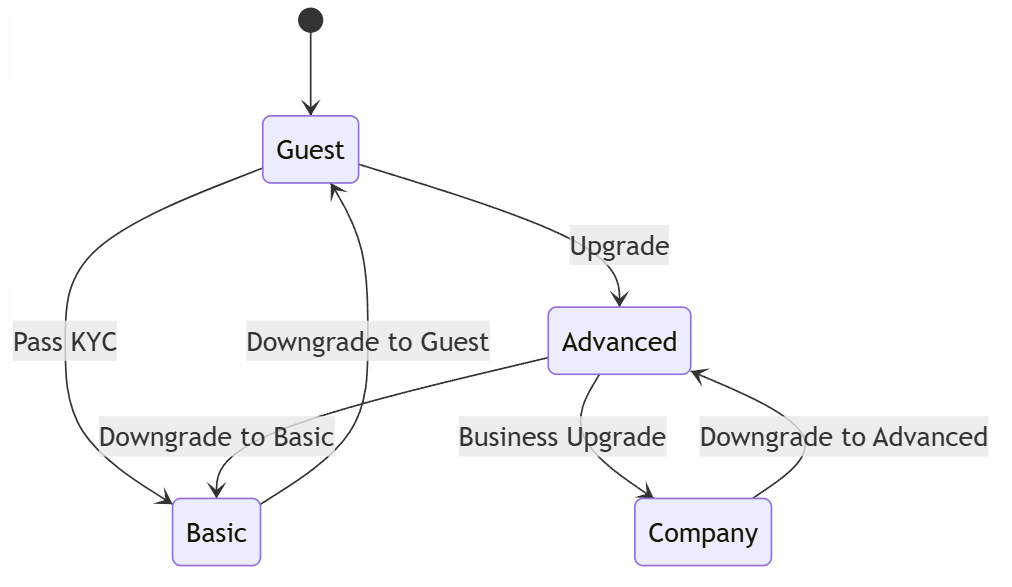 Guest
Upgrade
Pass KYC
Downgrade to Guest
Advanced
Downgrade to Basic
Business Upgrade
Downgrade to Advanced
Basic
Company